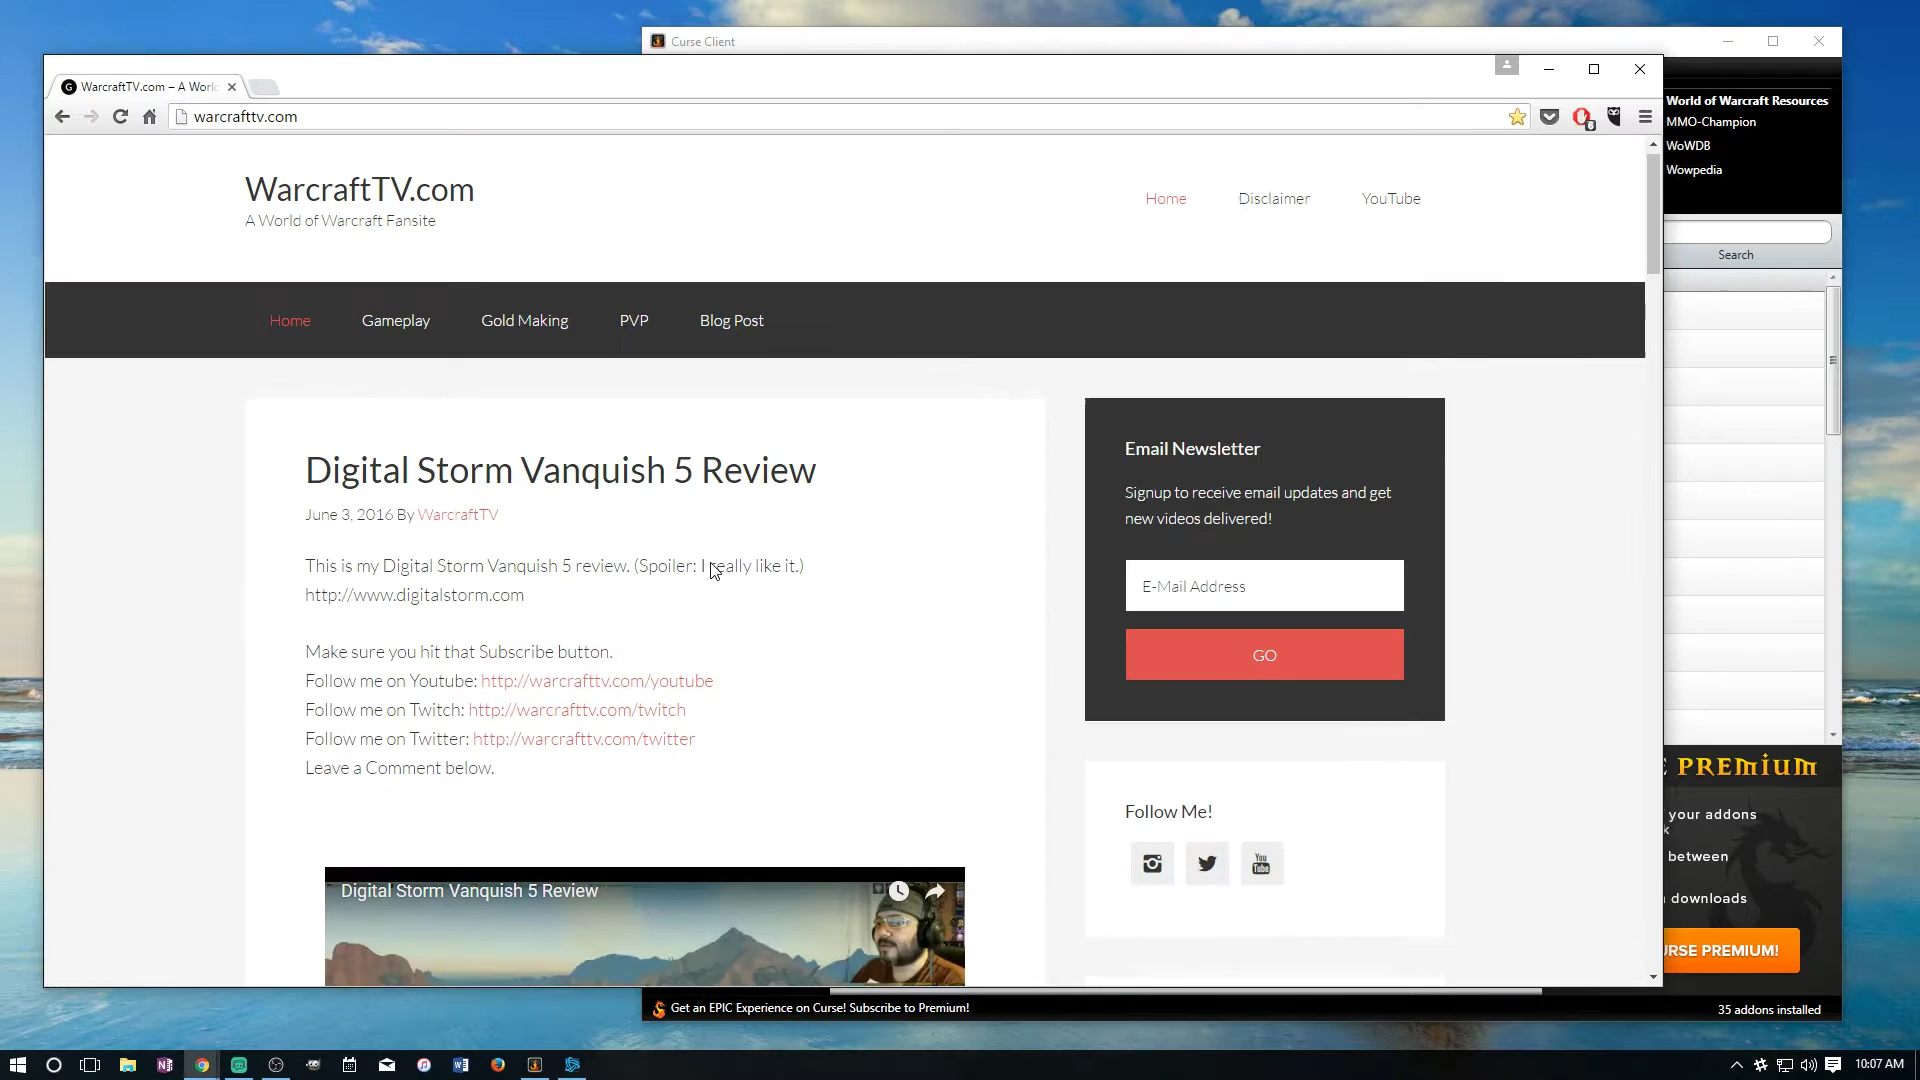 Curse Client
WarcraftTV.com – A Worl
warcrafttv.com
6
World of Warcraft Resources
MMO-Champion
WoWDB
Wowpedia
Search
WarcraftTV.com
A World of Warcraft Fansite
Home Disclaimer YouTube
Home Gameplay Gold Making PVP Blog Post
Digital Storm Vanquish 5 Review
June 3, 2016 By WarcraftTV
This is my Digital Storm Vanquish 5 review. (Spoiler: I really like it.)
http://www.digitalstorm.com
Make sure you hit that Subscribe button.
Follow me on Youtube: http://warcrafttv.com/youtube
Follow me on Twitch: http://warcrafttv.com/twitch
Follow me on Twitter: http://warcrafttv.com/twitter
Leave a Comment below.
Digital Storm Vanquish 5 Review
Email Newsletter
Signup to receive email updates and get
new videos delivered!
E-Mail Address
GO
Follow Me!
You Tube
PREMIUM
your addons
k
between
downloads
URSE PREMIUM!
Get an EPIC Experience on Curse! Subscribe to Premium!
35 addons installed
10:07 AM